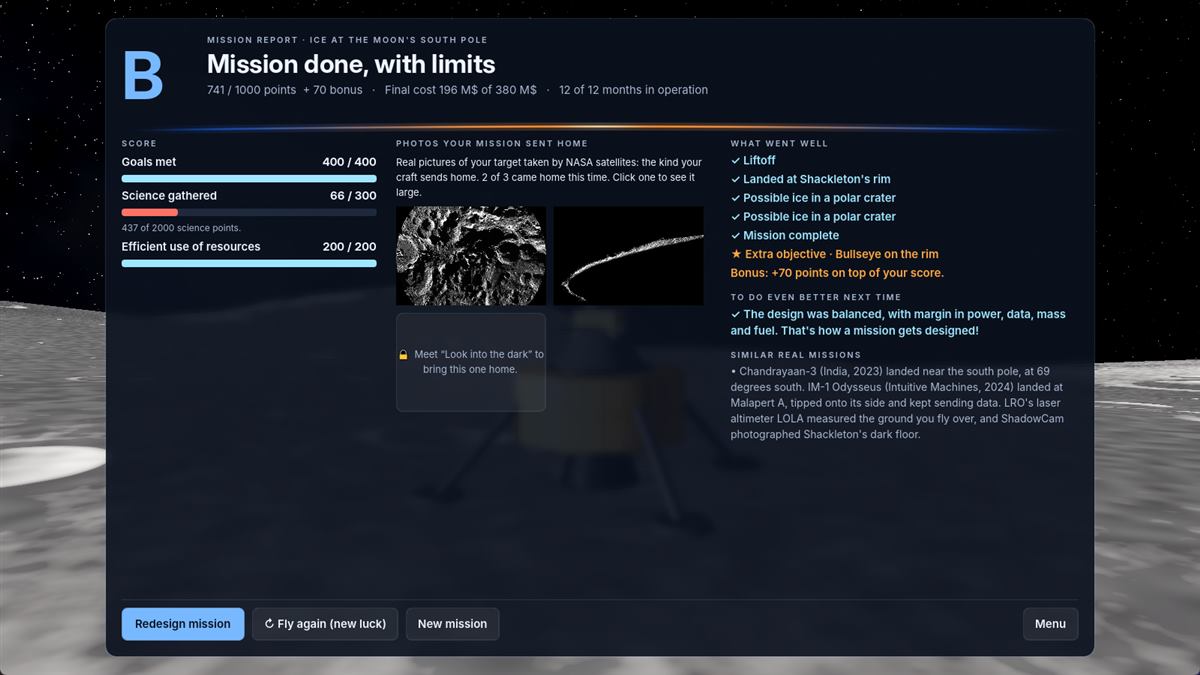 B
MISSION REPORT · ICE AT THE MOON'S SOUTH POLE
Mission done, with limits
741 / 1000 points + 70 bonus · Final cost 196 M$ of 380 M$ · 12 of 12 months in operation
SCORE
Goals met 400 / 400
Science gathered 66 / 300
437 of 2000 science points.
Efficient use of resources 200 / 200
PHOTOS YOUR MISSION SENT HOME
Real pictures of your target taken by NASA satellites: the kind your
craft sends home. 2 of 3 came home this time. Click one to see it
large.
🔒 Meet “Look into the dark” to
bring this one home.
WHAT WENT WELL
✓ Liftoff
✓ Landed at Shackleton's rim
✓ Possible ice in a polar crater
✓ Possible ice in a polar crater
✓ Mission complete
★ Extra objective · Bullseye on the rim
Bonus: +70 points on top of your score.
TO DO EVEN BETTER NEXT TIME
✓ The design was balanced, with margin in power, data, mass
and fuel. That's how a mission gets designed!
SIMILAR REAL MISSIONS
• Chandrayaan-3 (India, 2023) landed near the south pole, at 69
degrees south. IM-1 Odysseus (Intuitive Machines, 2024) landed at
Malapert A, tipped onto its side and kept sending data. LRO's laser
altimeter LOLA measured the ground you fly over, and ShadowCam
photographed Shackleton's dark floor.
Redesign mission
↻ Fly again (new luck)
New mission
Menu